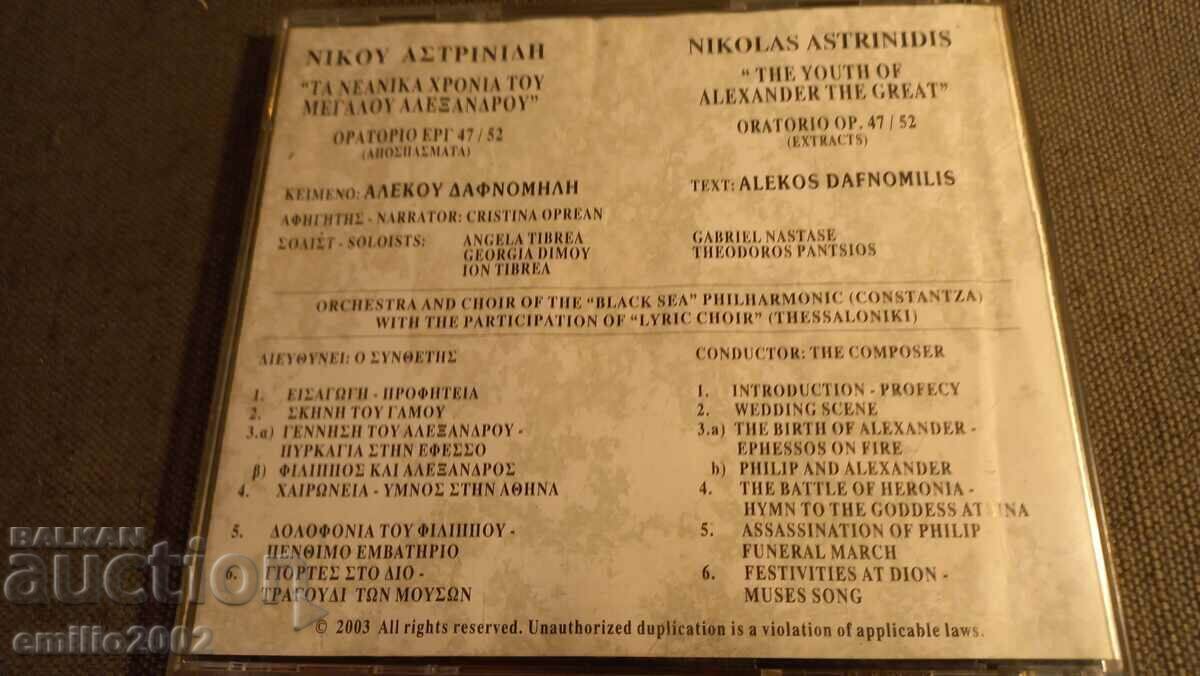 ΝΙΚΟΥ ΑΣΤΡΙΝΙΔΗ
"ΤΑ ΝΕΑΝΙΚΑ ΧΡΟΝΙΑ ΤΟΥ
ΜΕΓΑΛΟΥ ΑΛΕΞΑΝΔΡΟΥ"
ΟΡΑΤΟΡΙΟ ΕΡΓ 47 / 52
(ΑΠΟΣΠΑΣΜΑΤΑ)
NIKOLAS ASTRINIDIS
"THE YOUTH OF
ALEXANDER THE GREAT"
ORATORIO OP. 47 / 52
(EXTRACTS)
ΚΕΙΜΕΝΟ: ΑΛΕΚΟΥ ΔΑΦΝΟΜΗΛΗ
TEXT: ALEKOS DAFNOMILIS
ΑΦΗΓΗΤΗΣ - NARRATOR: CRISTINA OPREAN
ΣΟΛΙΣΤ - SOLOISTS: ANGELA TIBREA
GEORGIA DIMOU
ION TIBREA
GABRIEL NASTASE
THEODOROS PANTSIOS
ORCHESTRA AND CHOIR OF THE "BLACK SEA" PHILHARMONIC (CONSTANTZA)
WITH THE PARTICIPATION OF "LYRIC CHOIR" (THESSALONIKI)
ΔΙΕΥΘΥΝΕΙ: Ο ΣΥΝΘΕΤΗΣ
1. ΕΙΣΑΓΩΓΗ - ΠΡΟΦΗΤΕΙΑ
2. ΣΚΗΝΗ ΤΟΥ ΓΑΜΟΥ
3.α) ΓΕΝΝΗΣΗ ΤΟΥ ΑΛΕΞΑΝΔΡΟΥ -
ΠΥΡΚΑΓΙΑ ΣΤΗΝ ΕΦΕΣΣΟ
β) ΦΙΛΙΠΠΟΣ ΚΑΙ ΑΛΕΞΑΝΔΡΟΣ
4. ΧΑΙΡΩΝΕΙΑ - ΥΜΝΟΣ ΣΤΗΝ ΑΘΗΝΑ
5. ΔΟΛΟΦΟΝΙΑ ΤΟΥ ΦΙΛΙΠΠΟΥ -
ΠΕΝΘΙΜΟ ΕΜΒΑΤΗΡΙΟ
6. ΓΙΟΡΤΕΣ ΣΤΟ ΔΙΟ -
ΤΡΑΓΟΥΔΙ ΤΩΝ ΜΟΥΣΩΝ
CONDUCTOR: THE COMPOSER
1. INTRODUCTION - PROFECY
2. WEDDING SCENE
3.a) THE BIRTH OF ALEXANDER -
EPHESSOS ON FIRE
b) PHILIP AND ALEXANDER
4. THE BATTLE OF HERONIA -
HYMN TO THE GODDESS ATHINA
5. ASSASSINATION OF PHILIP
FUNERAL MARCH
6. FESTIVITIES AT DION -
MUSES SONG
© 2003 All rights reserved. Unauthorized duplication is a violation of applicable laws.
BALKAN
auction
emilio2002